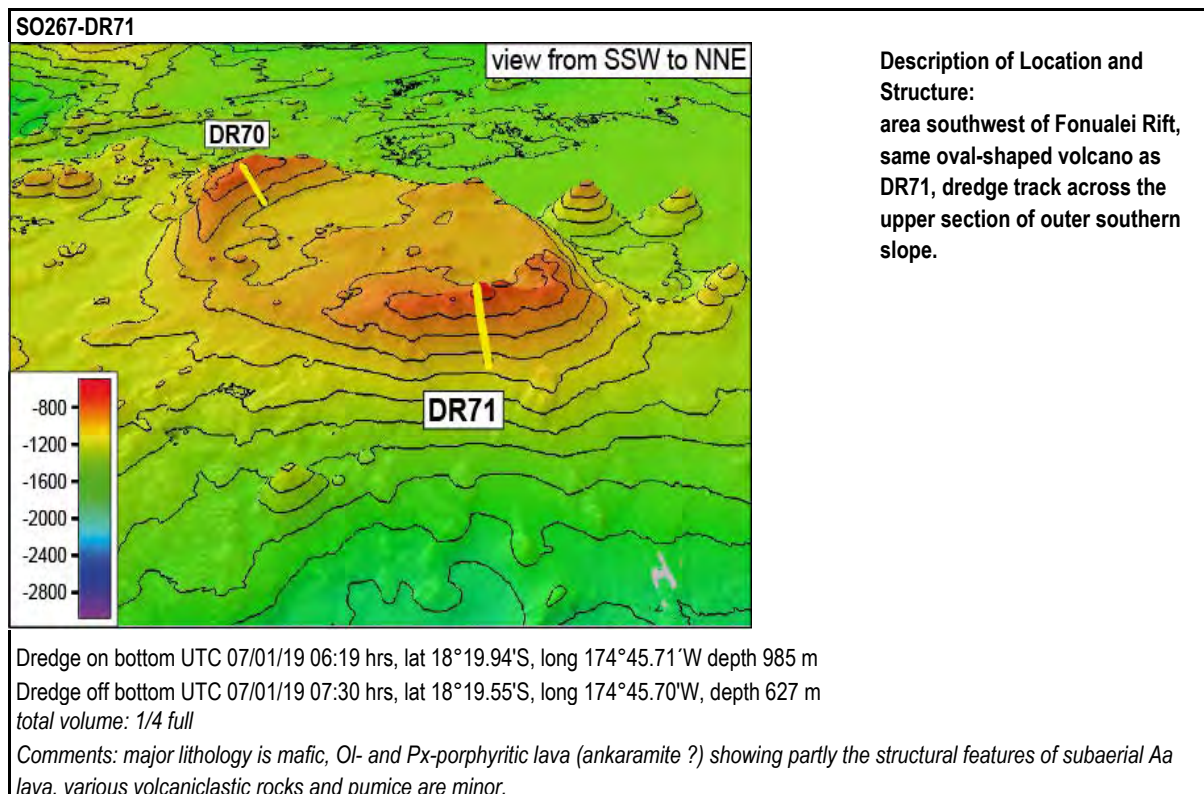 SO267-DR71
view from SSW to NNE
DR70
DR71
-800
-1200
-1600
-2000
-2400
-2800
Description of Location and
Structure:
area southwest of Fonualei Rift,
same oval-shaped volcano as
DR71, dredge track across the
upper section of outer southern
slope.
Dredge on bottom UTC 07/01/19 06:19 hrs, lat 18°19.94'S, long 174°45.71´W depth 985 m
Dredge off bottom UTC 07/01/19 07:30 hrs, lat 18°19.55'S, long 174°45.70'W, depth 627 m
total volume: 1/4 full
Comments: major lithology is mafic, Ol- and Px-porphyritic lava (ankaramite ?) showing partly the structural features of subaerial Aa
lava, various volcaniclastic rocks and pumice are minor.